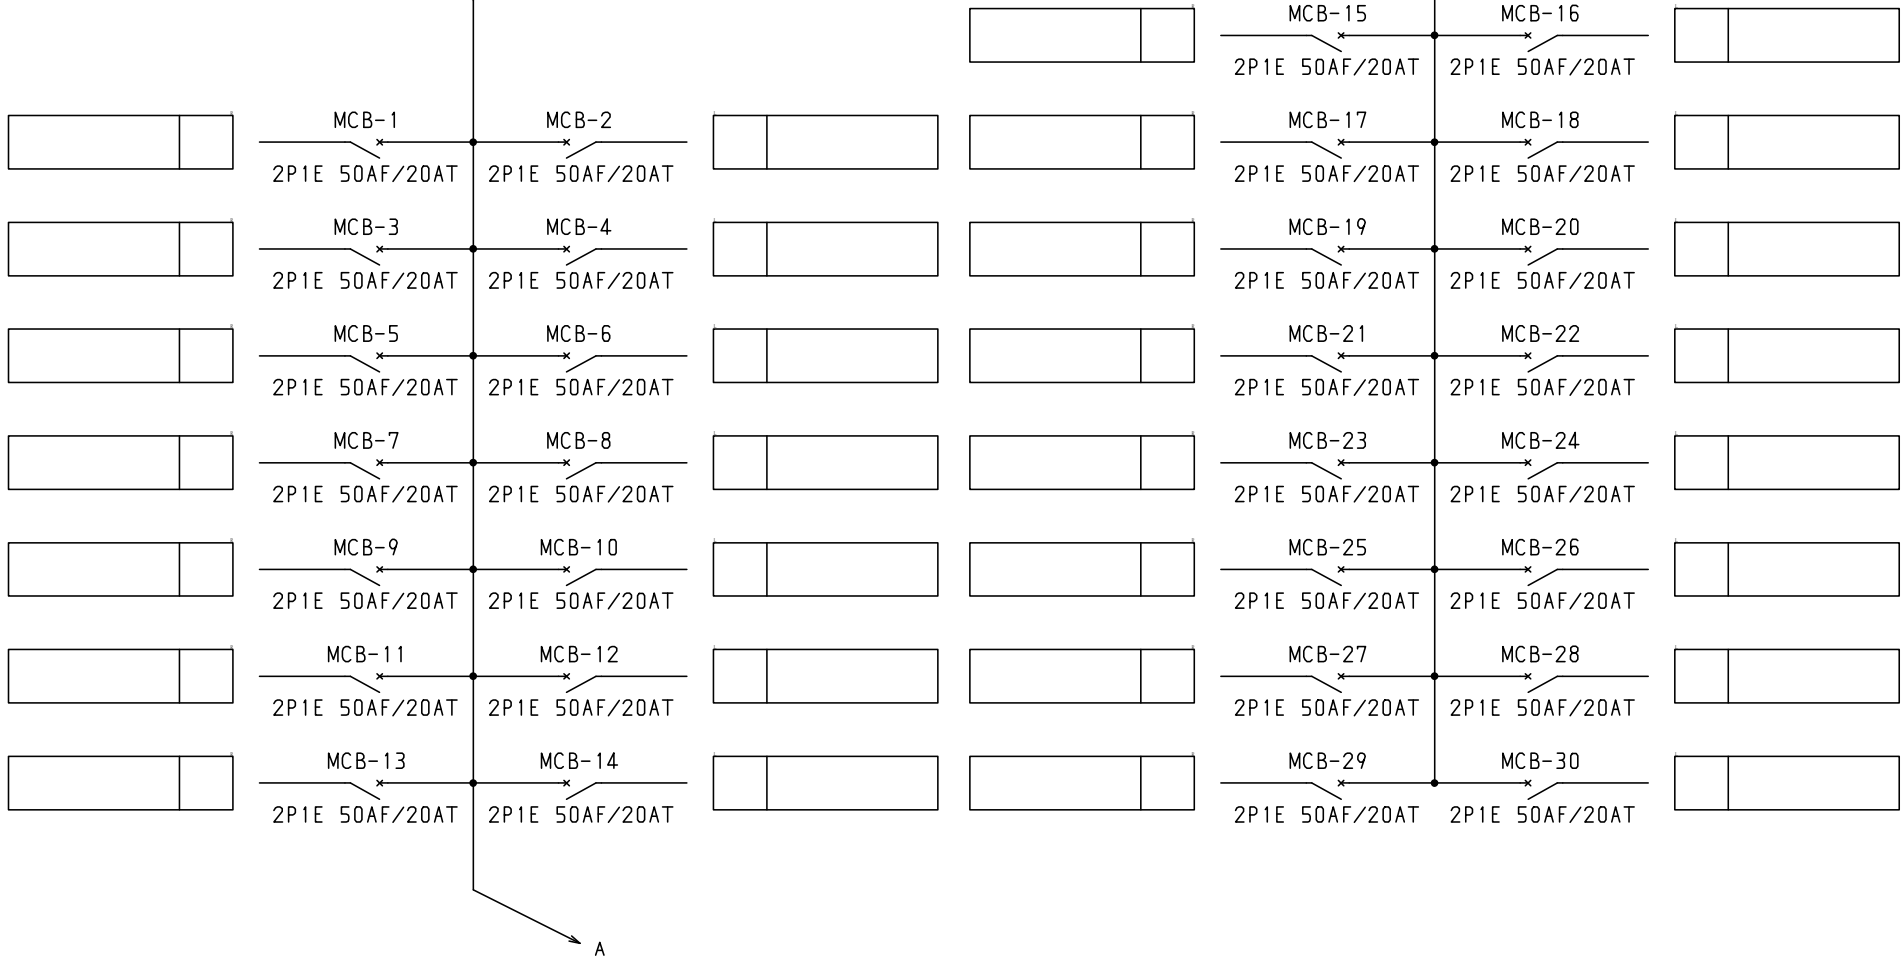 MCB-15 MCB-16
2P1E 50AF/20AT 2P1E 50AF/20AT
MCB-1 MCB-2 MCB-17 MCB-18
2P1E 50AF/20AT 2P1E 50AF/20AT 2P1E 50AF/20AT 2P1E 50AF/20AT
MCB-3 MCB-4 MCB-19 MCB-20
2P1E 50AF/20AT 2P1E 50AF/20AT 2P1E 50AF/20AT 2P1E 50AF/20AT
MCB-5 MCB-6 MCB-21 MCB-22
2P1E 50AF/20AT 2P1E 50AF/20AT 2P1E 50AF/20AT 2P1E 50AF/20AT
MCB-7 MCB-8 MCB-23 MCB-24
2P1E 50AF/20AT 2P1E 50AF/20AT 2P1E 50AF/20AT 2P1E 50AF/20AT
MCB-9 MCB-10 MCB-25 MCB-26
2P1E 50AF/20AT 2P1E 50AF/20AT 2P1E 50AF/20AT 2P1E 50AF/20AT
MCB-11 MCB-12 MCB-27 MCB-28
2P1E 50AF/20AT 2P1E 50AF/20AT 2P1E 50AF/20AT 2P1E 50AF/20AT
MCB-13 MCB-14 MCB-29 MCB-30
2P1E 50AF/20AT 2P1E 50AF/20AT 2P1E 50AF/20AT 2P1E 50AF/20AT
A